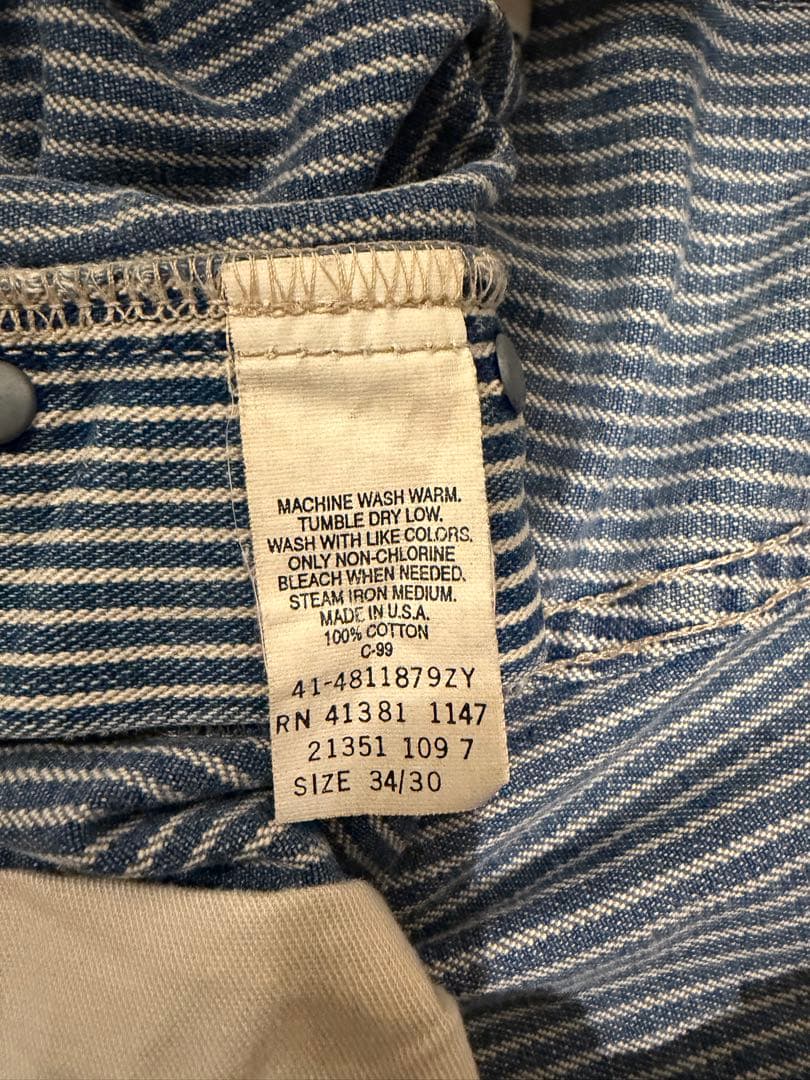 MACHINE WASH WARM.
TUMBLE DRY LOW.
WASH WITH LIKE COLORS.
ONLY NON-CHLORINE
BLEACH WHEN NEEDED.
STEAM IRON MEDIUM.
MADE IN U.S.A.
100% COTTON
C-99
41-4811879ZY
RN 41381 1147
21351 109 7
SIZE 34/30